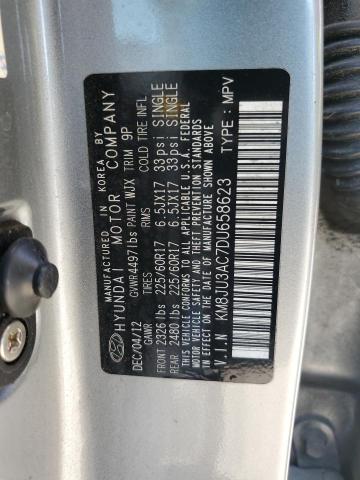 MANUFACTURED IN KOREA BY
HYUNDAI MOTOR COMPANY
DEC/04/12 GVWR 4497lbs PAINT WJX TRIM 9P
GAWR TIRES RIMS COLD TIRE INFL
FRONT 2326 lbs 225/60R17 6.5JX17 33psi SINGLE
REAR 2480 lbs 225/60R17 6.5JX17 33psi SINGLE
THIS VEHICLE CONFORMS TO ALL APPLICABLE U.S.A. FEDERAL
MOTOR VEHICLE SAFETY AND THEFT PREVENTION STANDARDS
IN EFFECT ON THE DATE OF MANUFACTURE SHOWN ABOVE.
V.I.N: KM8JU3AC7DU658623 TYPE : MPV